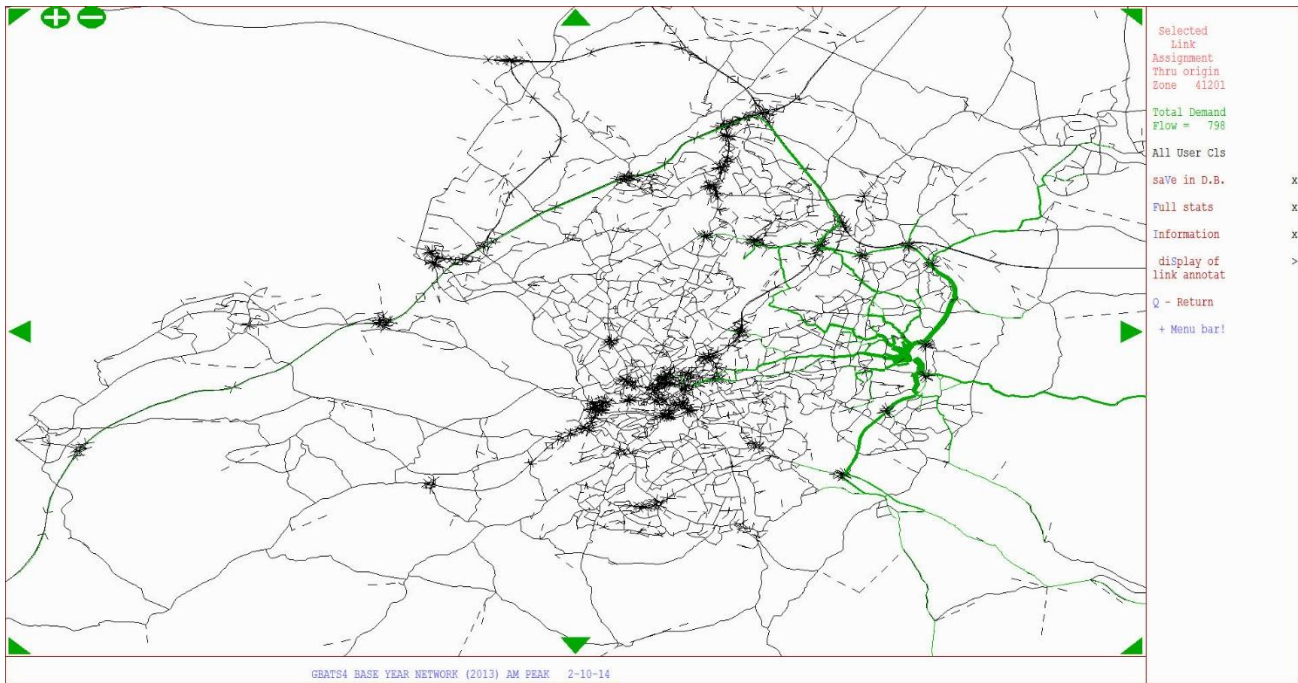 Selected
Link
Assignment
Thru origin
Zone 41201
Total Demand
Flow = 798
All User Cls
saVe in D.B. x
Full stats x
Information x
diSplay of >
link annotat
Q - Return
+ Menu bar!
GBATS4 BASE YEAR NETWORK (2013) AM PEAK 2-10-14